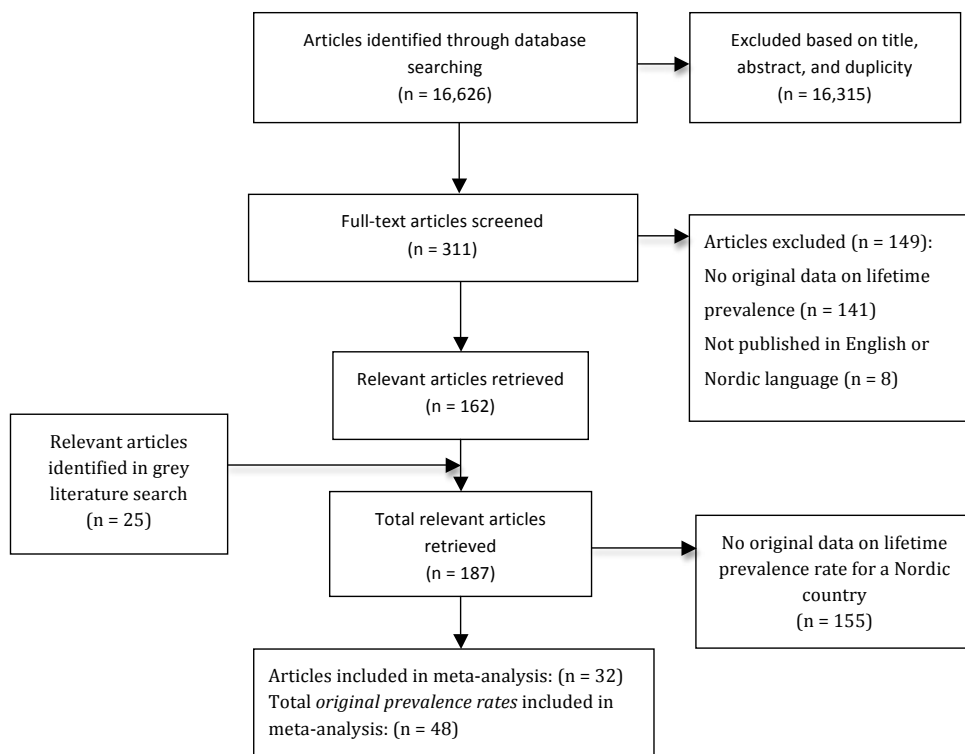 Articles identified through database
searching
(n = 16,626)
Excluded based on title,
abstract, and duplicity
(n = 16,315)
Full-text articles screened
(n = 311)
Articles excluded (n = 149):
No original data on lifetime
prevalence (n = 141)
Not published in English or
Nordic language (n = 8)
Relevant articles retrieved
(n = 162)
Relevant articles
identified in grey
literature search
(n = 25)
Total relevant articles
retrieved
(n = 187)
No original data on lifetime
prevalence rate for a Nordic
country
(n = 155)
Articles included in meta-analysis: (n = 32)
Total original prevalence rates included in
meta-analysis: (n = 48)